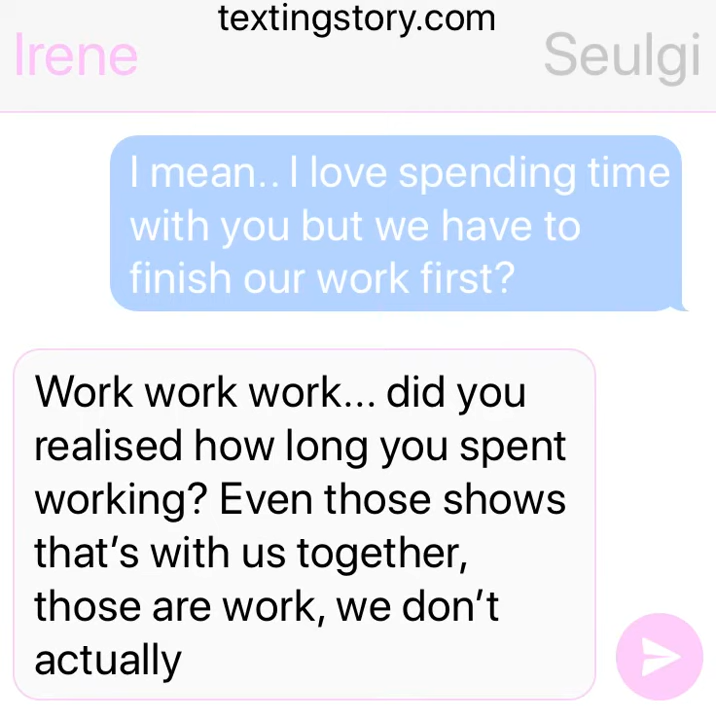 textingstory.com
Irene
Seulgi
I mean.. I love spending time
with you but we have to
finish our work first?
Work work work... did you
realised how long you spent
working? Even those shows
that's with us together,
those are work, we don't
actually